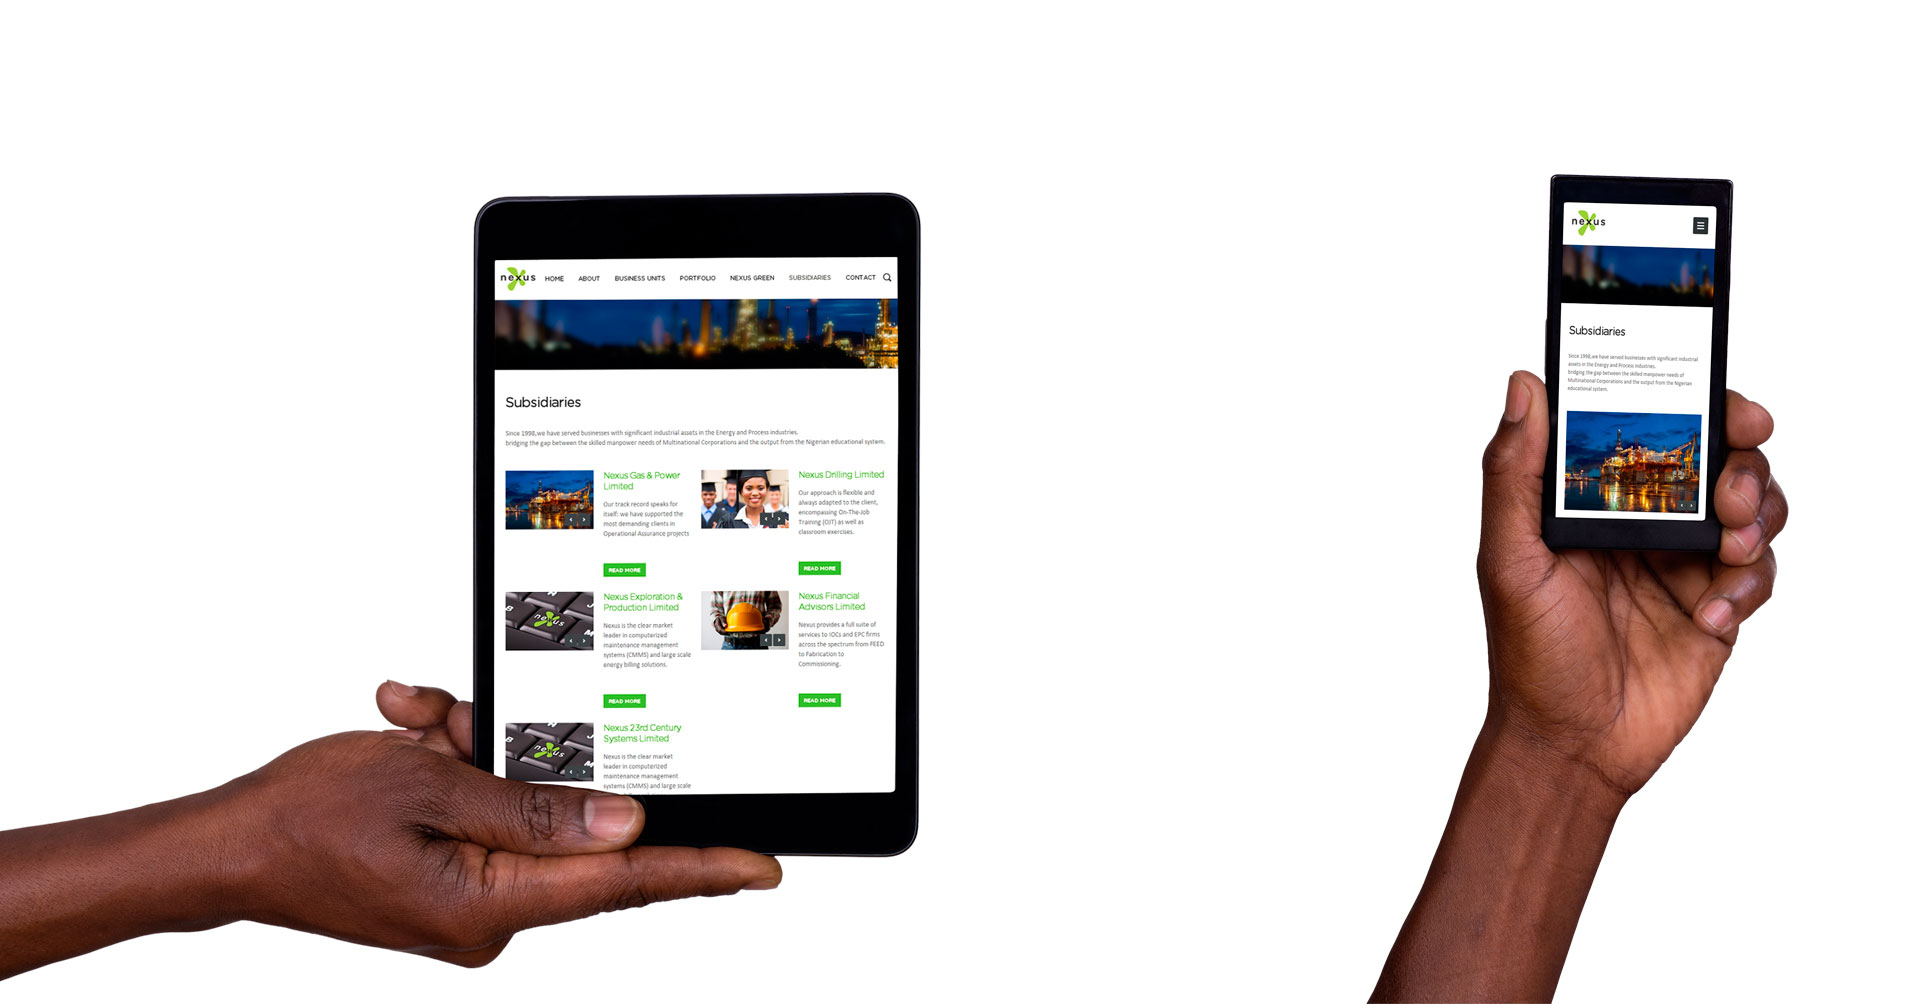 nexus
HOME ABOUT BUSINESS UNITS PORTFOLIO NEXUS GREEN SUBSIDIARIES CONTACT
Subsidiaries
Since 1998,we have served businesses with significant industrial assets in the Energy and Process industries.
bridging the gap between the skilled manpower needs of Multinational Corporations and the output from the Nigerian educational system.
Nexus Gas & Power
Limited
Our track record speaks for
itself: we have supported the
most demanding clients in
Operational Assurance projects
READ MORE
Nexus Drilling Limited
Our approach is flexible and
always adapted to the client,
encompassing On-The-Job
Training (OJT) as well as
classroom exercises.
READ MORE
nexus
Nexus Exploration &
Production Limited
Nexus is the clear market
leader in computerized
maintenance management
systems (CMMS) and large scale
energy billing solutions.
READ MORE
Nexus Financial
Advisors Limited
Nexus provides a full suite of
services to IOCs and EPC firms
across the spectrum from FEED
to Fabrication to
Commissioning.
READ MORE
nexus
Nexus 23rd Century
Systems Limited
Nexus is the clear market
leader in computerized
maintenance management
systems (CMMS) and large scale
nexus
Subsidiaries
Since 1998,we have served businesses with significant industrial
assets in the Energy and Process industries.
bridging the gap between the skilled manpower needs of
Multinational Corporations and the output from the Nigerian
educational system.